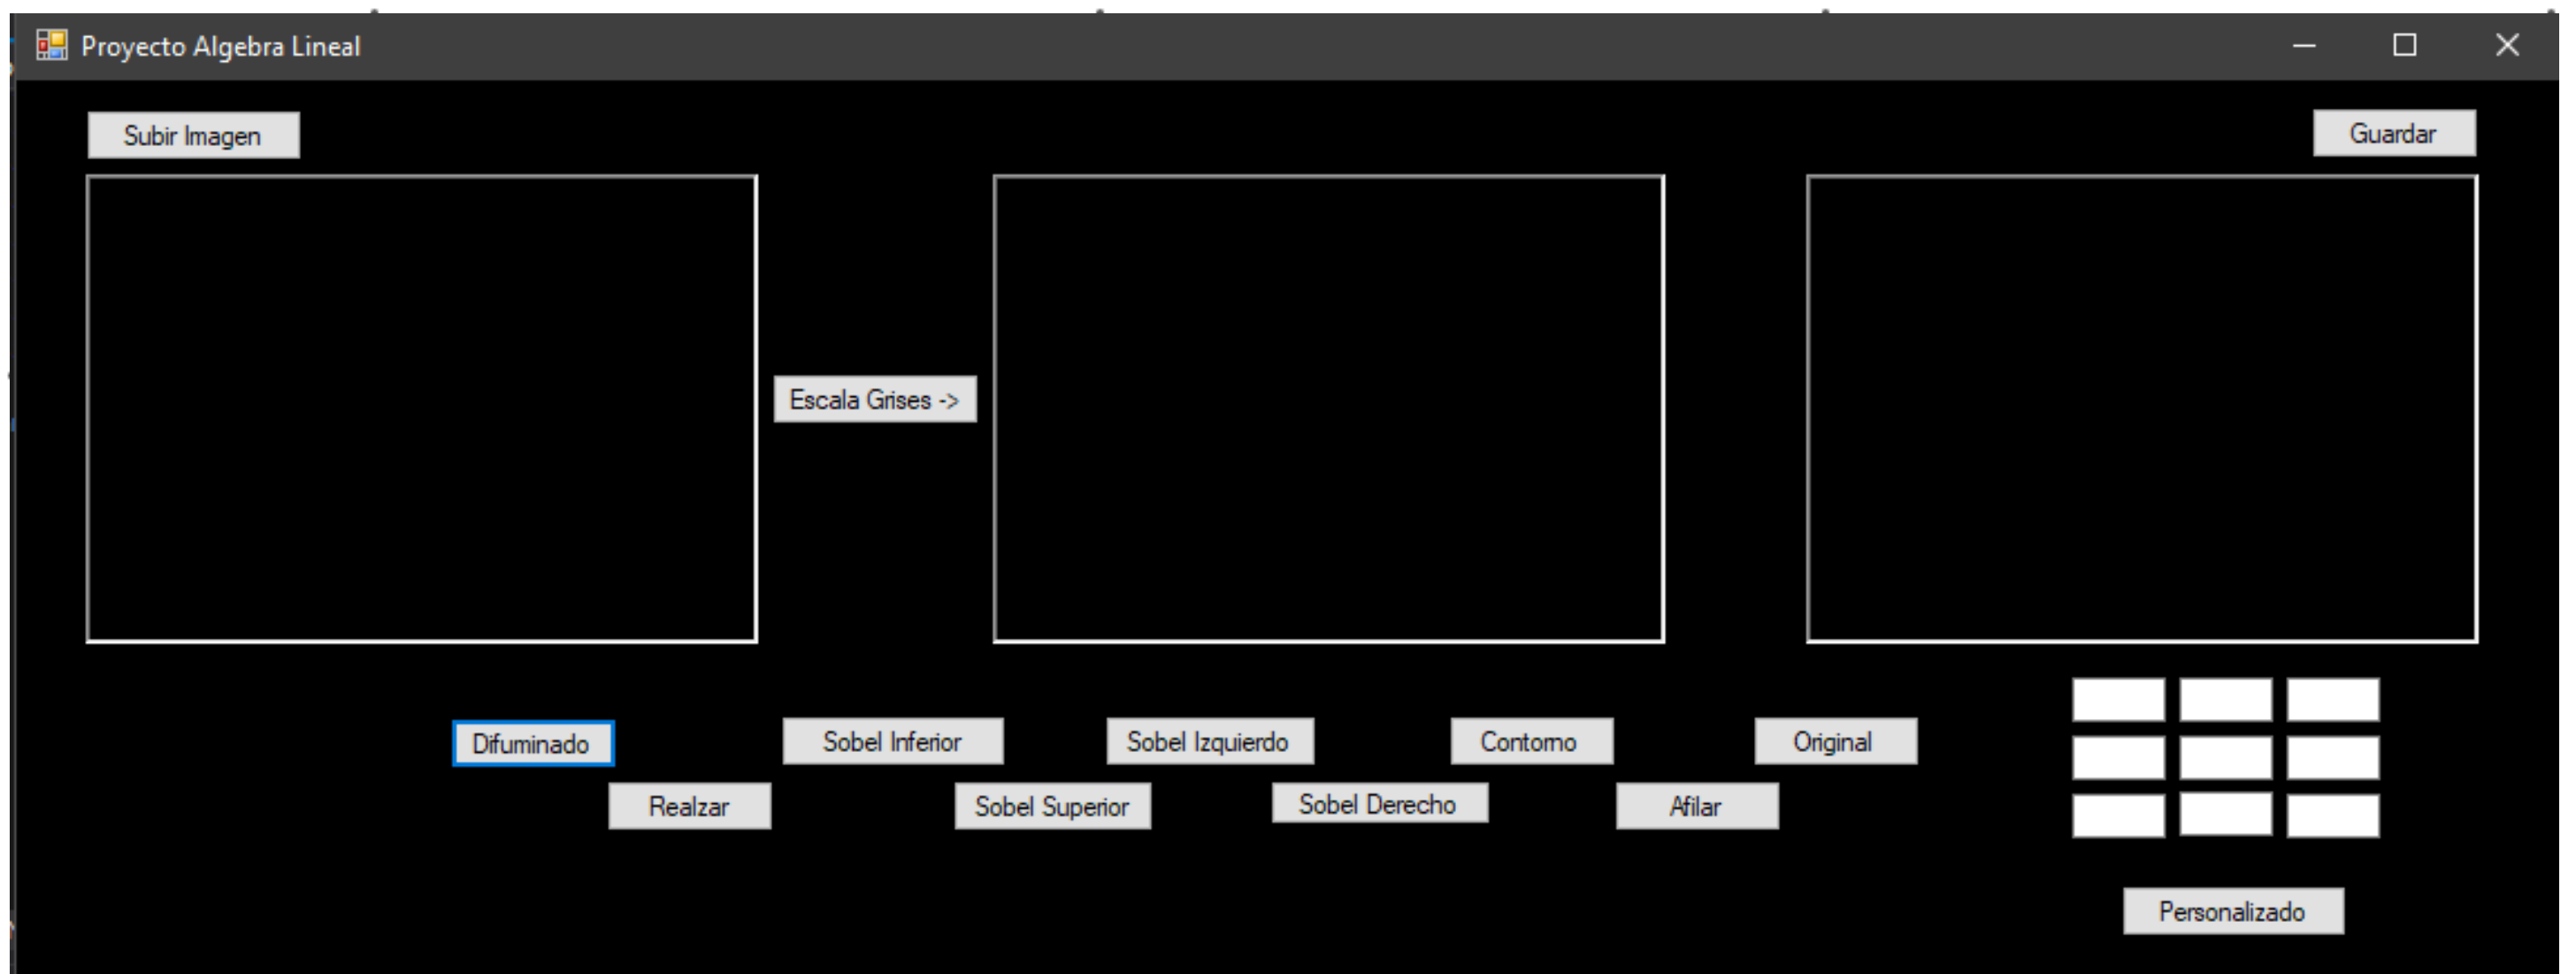 Proyecto Algebra Lineal
Subir Imagen
Guardar
Escala Grises ->
Difuminado
Sobel Inferior
Sobel Izquierdo
Contorno
Original
Realzar
Sobel Superior
Sobel Derecho
Afilar
Personalizado